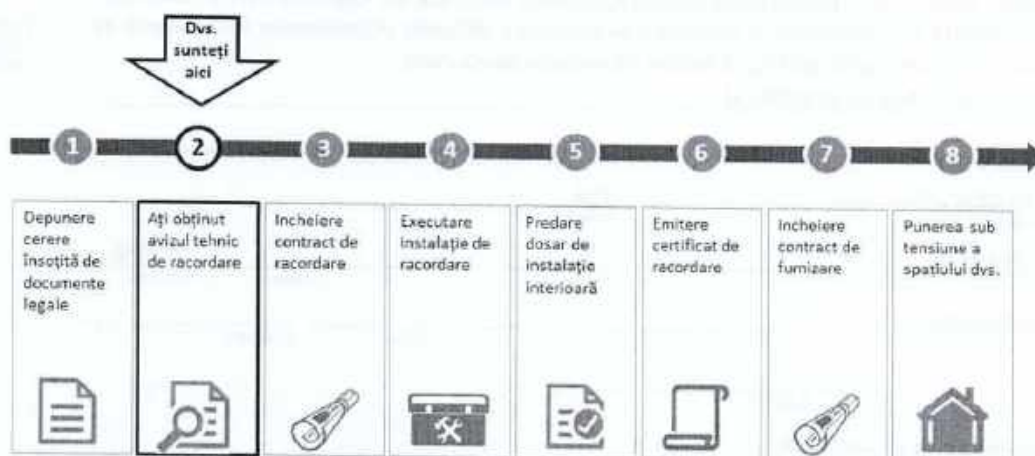 Dvs.
sunteți
aici
1
2
3
4
5
6
7
8
Depunere
cerere
însoțită de
documente
legale
Ați obținut
avizul tehnic
de racordare
Incheiere
contract de
racordare
Executare
instalație de
racordare
Predare
dosar de
instalație
interioară
Emitere
certificat de
racordare
Incheiere
contract de
furnizare
Punerea sub
tensiune a
spațiului dvs.